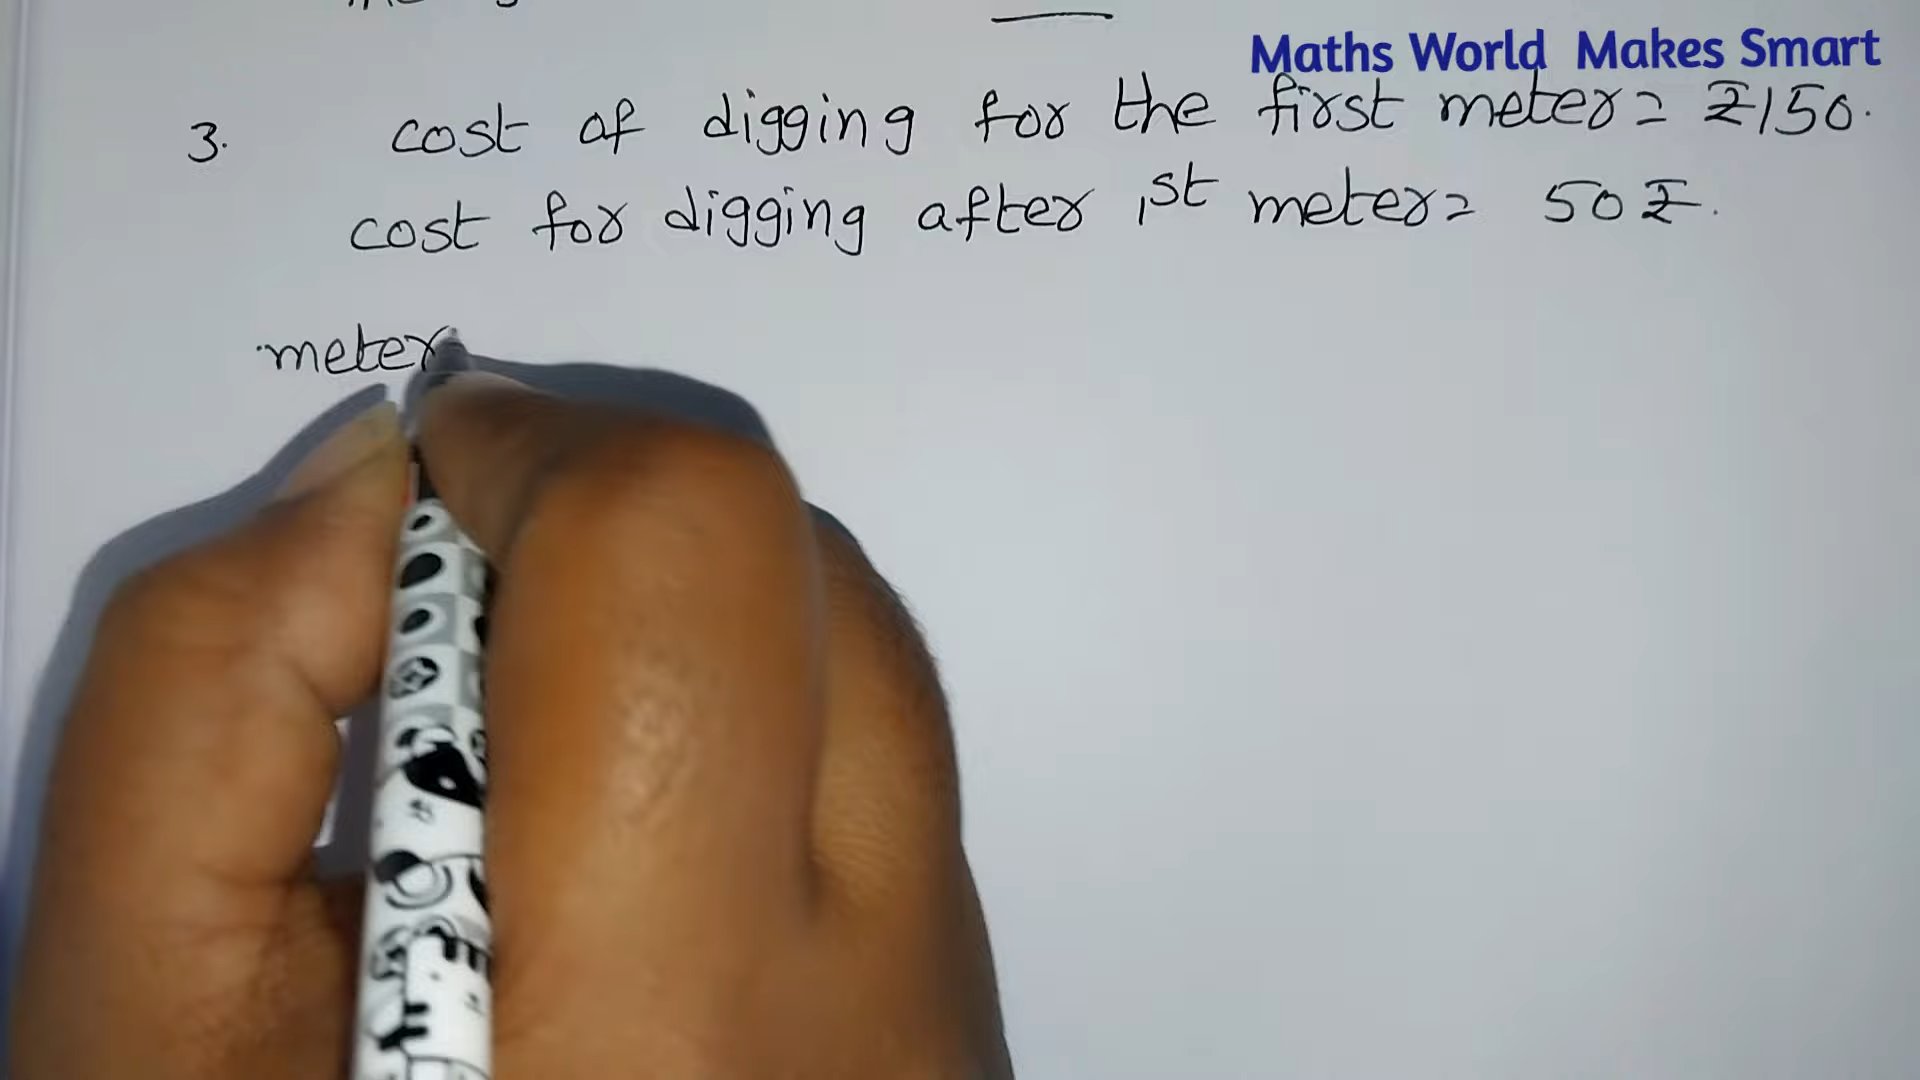 Maths World Makes Smart
3. cost of digging for the first meter = ₹150.
cost for digging after 1st meter = 50₹.
meter